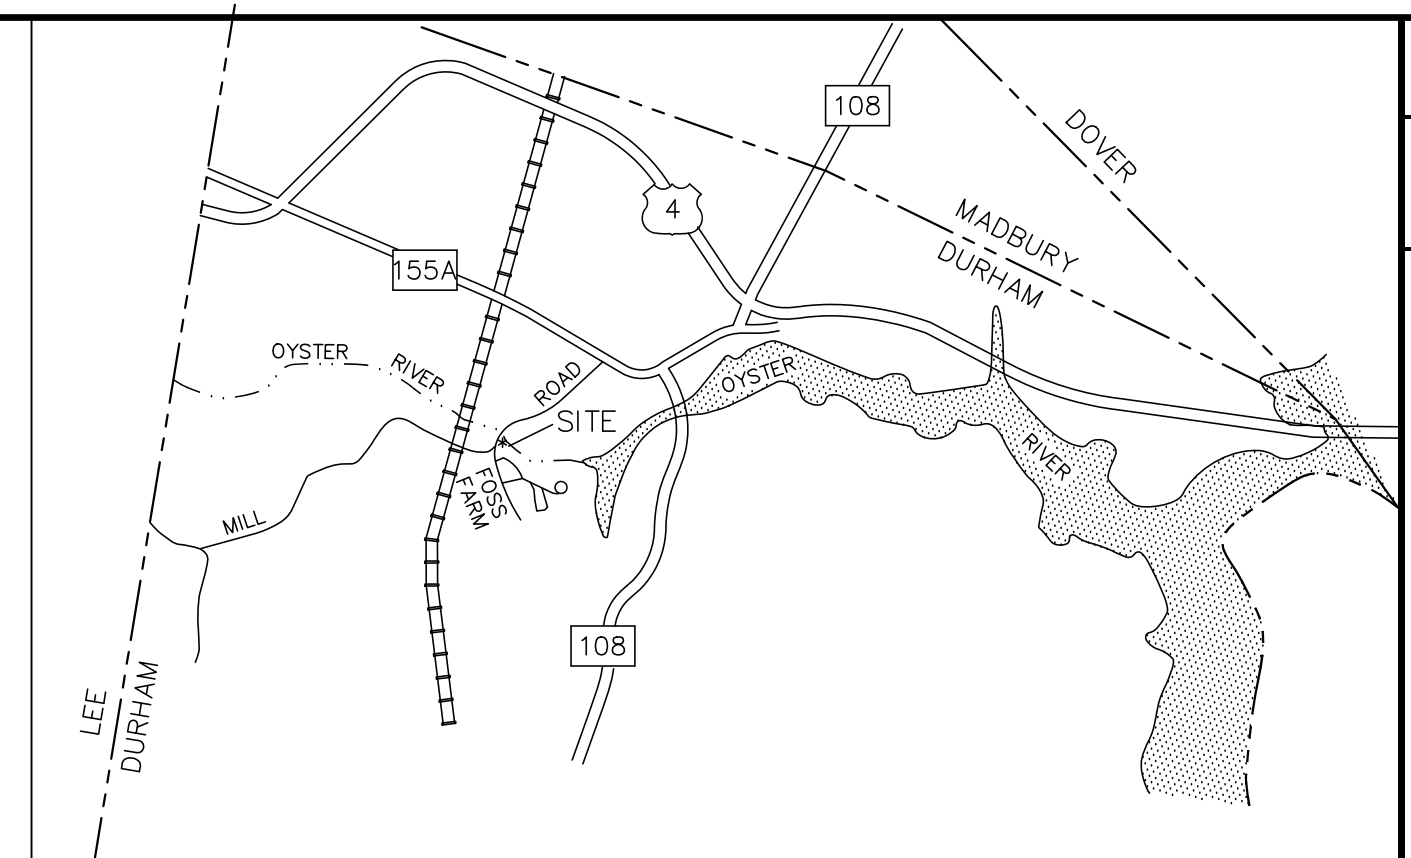 108
DOVER
4
MADBURY
DURHAM
155A
OYSTER
RIVER
ROAD
OYSTER
SITE
RIVER
FOSS
FARM
MILL
108
LEE
DURHAM